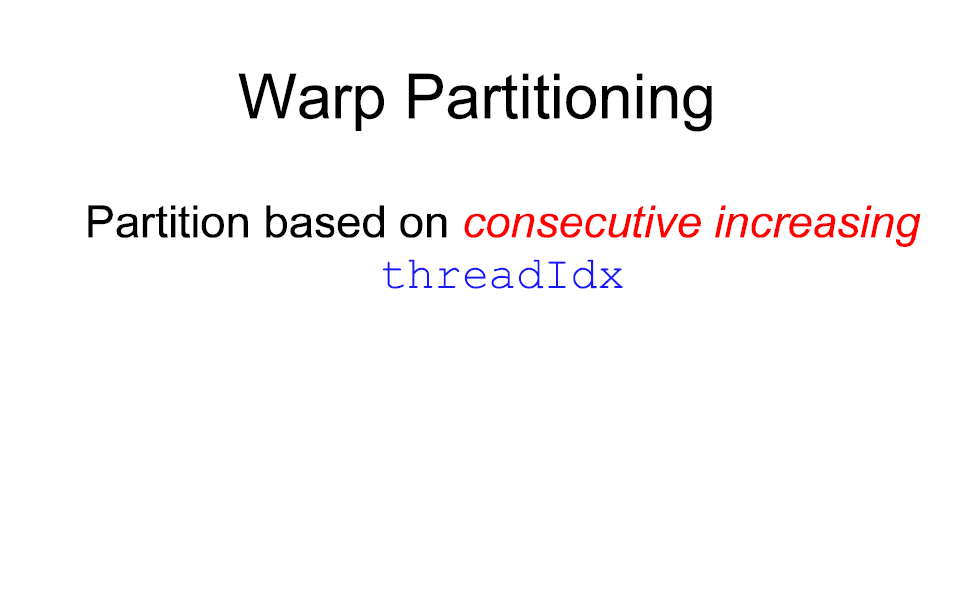 Warp Partitioning
Partition based on consecutive increasing
threadIdx